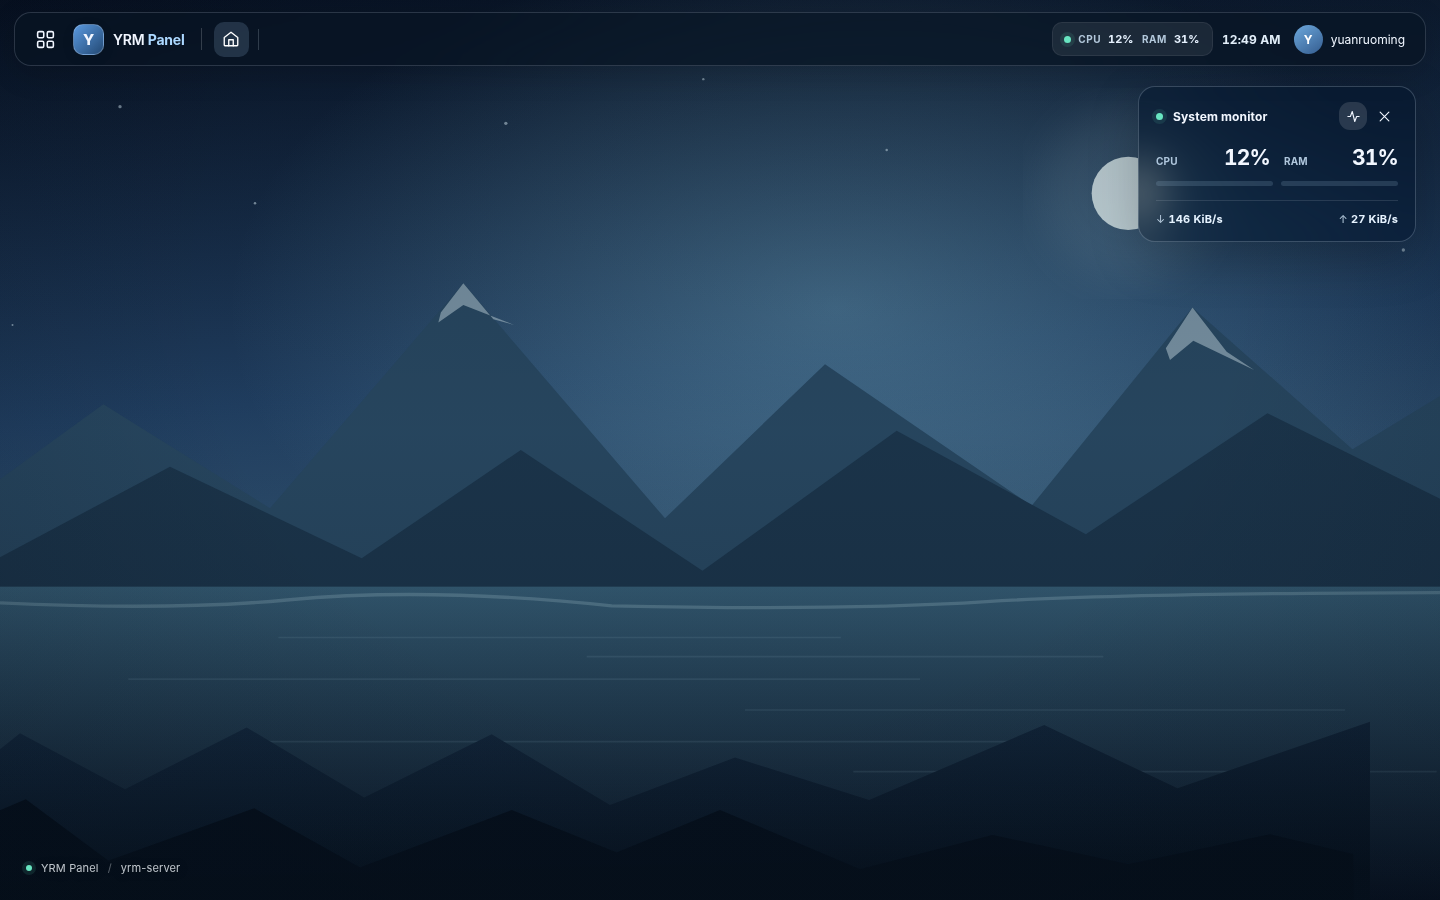 Y YRM Panel CPU 12% RAM 31% 12:49 AM Y yuanruoming
System monitor
CPU 12% RAM 31%
↓ 146 KiB/s ↑ 27 KiB/s
YRM Panel / yrm-server